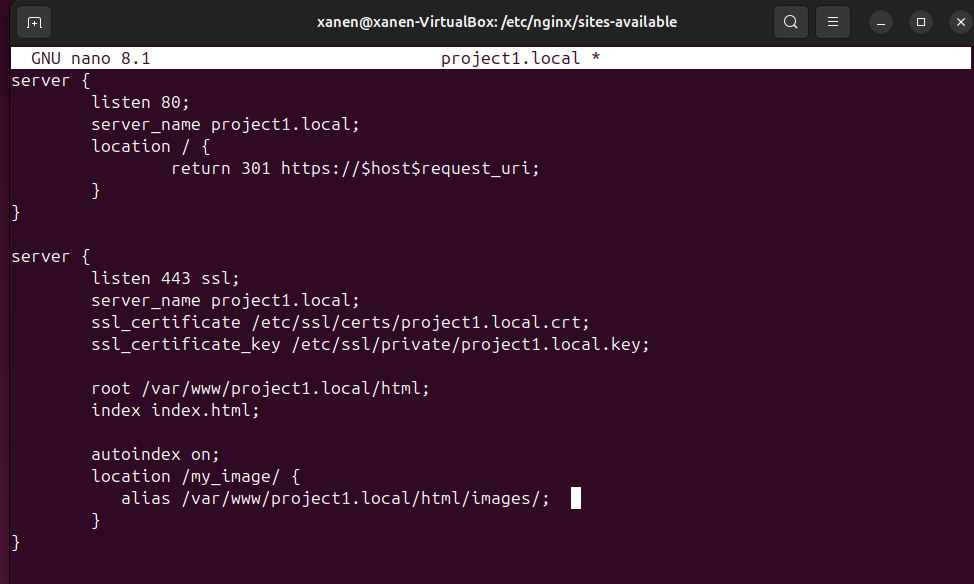 xanen@xanen-VirtualBox: /etc/nginx/sites-available
GNU nano 8.1 project1.local *
server {
listen 80;
server_name project1.local;
location / {
return 301 https://$host$request_uri;
}
}
server {
listen 443 ssl;
server_name project1.local;
ssl_certificate /etc/ssl/certs/project1.local.crt;
ssl_certificate_key /etc/ssl/private/project1.local.key;
root /var/www/project1.local/html;
index index.html;
autoindex on;
location /my_image/ {
alias /var/www/project1.local/html/images/;
}
}